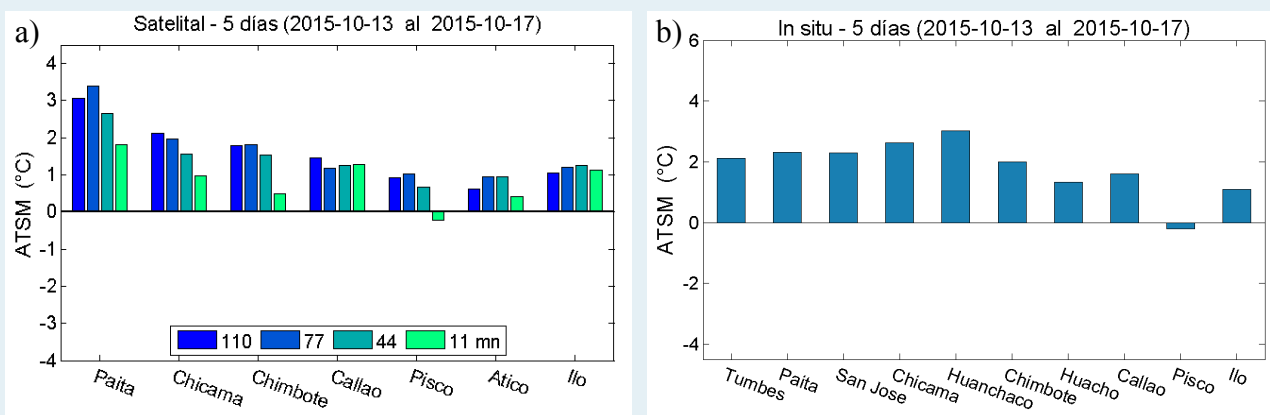 a)
Satelital - 5 días (2015-10-13 al 2015-10-17)
ATSM (°C)
4
3
2
1
0
-1
-2
-3
-4
110 77 44 11 mn
Paita Chicama Chimbote Callao Pisco Atico Ilo
b)
In situ - 5 días (2015-10-13 al 2015-10-17)
ATSM (°C)
6
4
2
0
-2
-4
Tumbes Paita San Jose Chicama Huanchaco Chimbote Huacho Callao Pisco Ilo